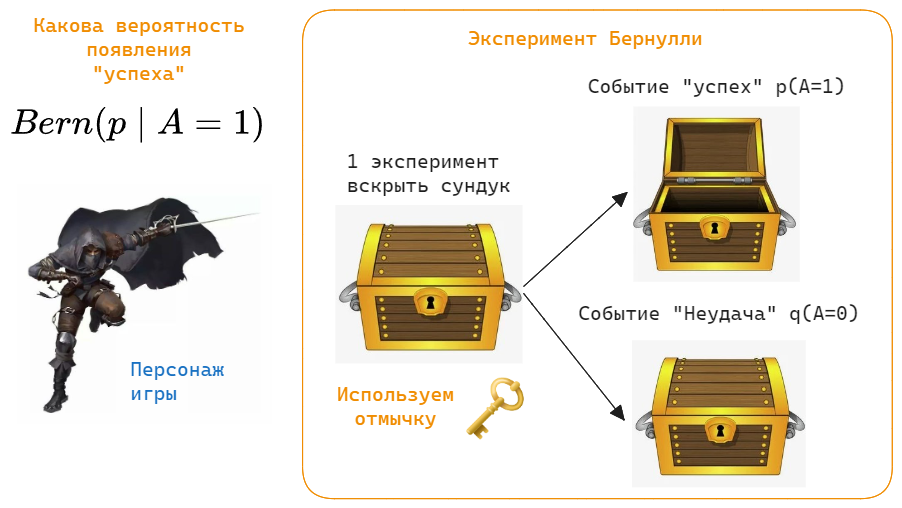 Какова вероятность
появления
"успеха"
Bern(p | A = 1)
Персонаж
игры
Эксперимент Бернулли
1 эксперимент
вскрыть сундук
Используем
отмычку
Событие "успех" p(A=1)
Событие "Неудача" q(A=0)